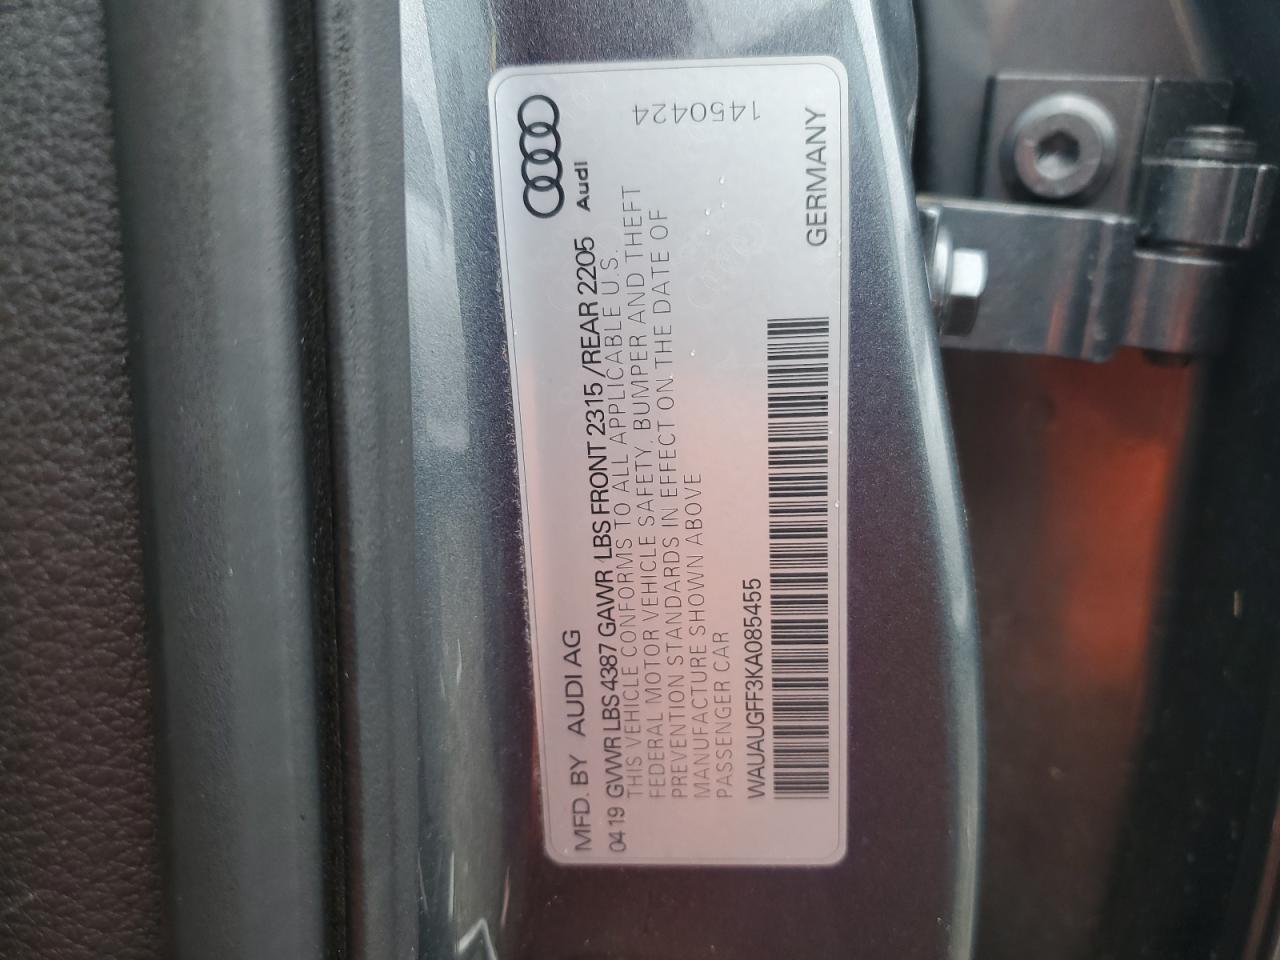 MFD. BY AUDI AG Audi
04 19 GVWR LBS 4387 GAWR LBS FRONT 2315 /REAR 2205
THIS VEHICLE CONFORMS TO ALL APPLICABLE U.S.
FEDERAL MOTOR VEHICLE SAFETY, BUMPER AND THEFT
PREVENTION STANDARDS IN EFFECT ON THE DATE OF
MANUFACTURE SHOWN ABOVE
PASSENGER CAR
1450424
WAUAUGFF3KA085455
GERMANY